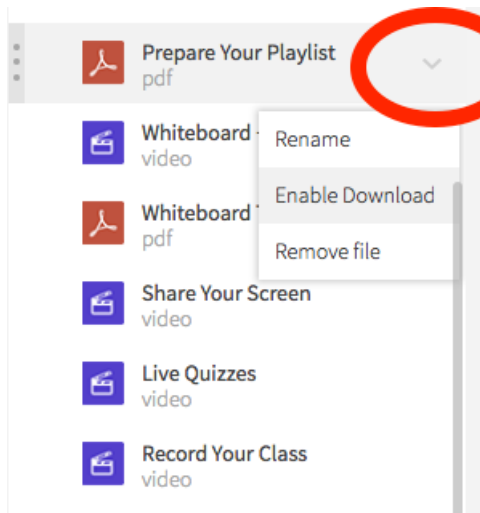 Prepare Your Playlist
pdf
Whiteboard
video
Rename
Enable Download
Remove file
Whiteboard
pdf
Share Your Screen
video
Live Quizzes
video
Record Your Class
video